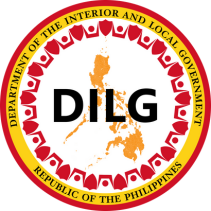 DEPARTMENT OF THE INTERIOR AND LOCAL GOVERNMENT
DILG
REPUBLIC OF THE PHILIPPINES